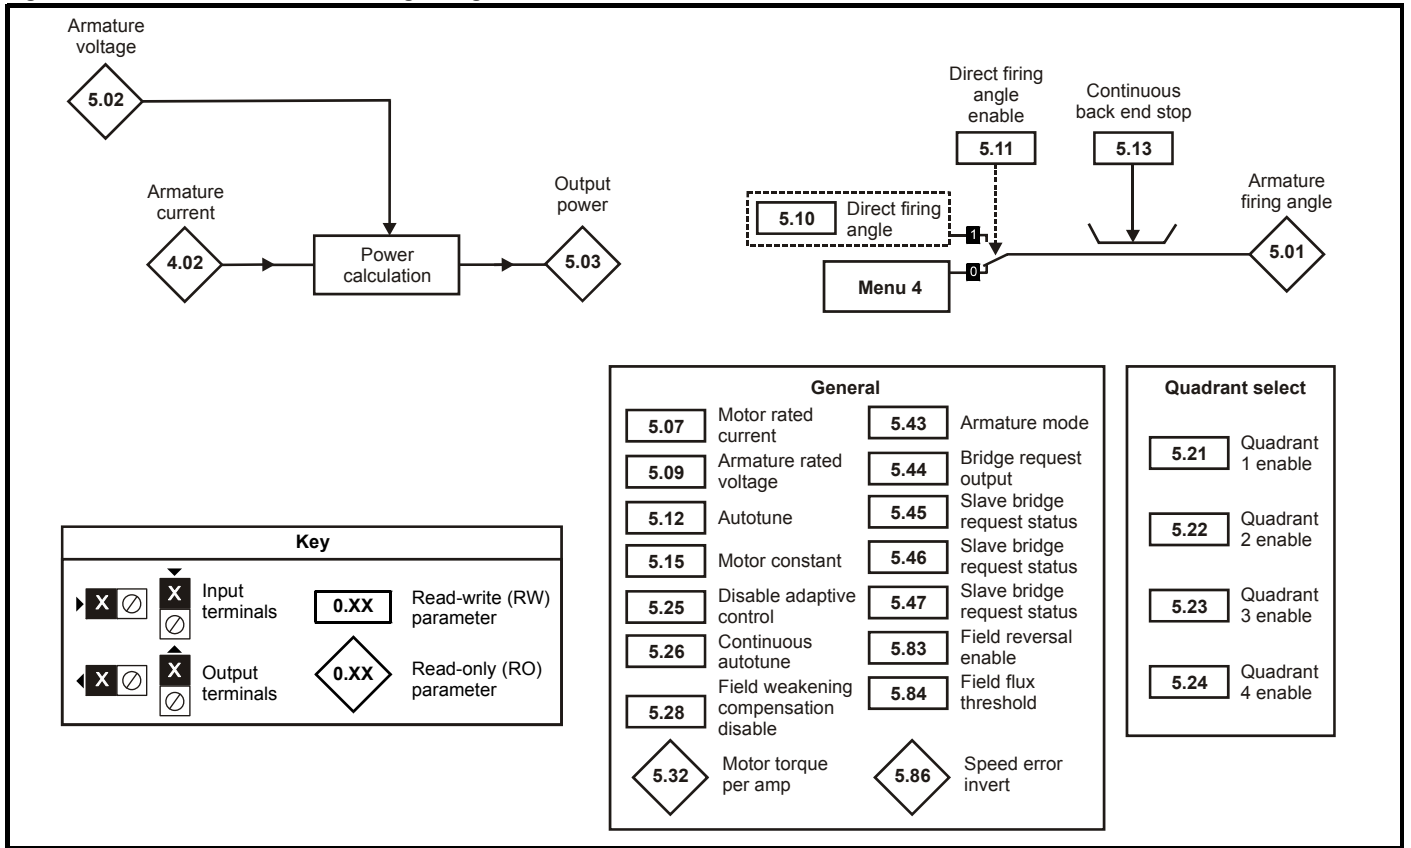 Armature
voltage
5.02
Armature
current
4.02
Power
calculation
Output
power
5.03
Direct firing
angle
enable
5.11
Continuous
back end stop
5.13
5.10
Direct firing
angle
1
0
Menu 4
Armature
firing angle
5.01
Key
X
X
Input
terminals
X
X
Output
terminals
0.XX
Read-write (RW)
parameter
0.XX
Read-only (RO)
parameter
General
5.07
Motor rated
current
5.09
Armature rated
voltage
5.12
Autotune
5.15
Motor constant
5.25
Disable adaptive
control
5.26
Continuous
autotune
5.28
Field weakening
compensation
disable
5.32
Motor torque
per amp
5.43
Armature mode
5.44
Bridge request
output
5.45
Slave bridge
request status
5.46
Slave bridge
request status
5.47
Slave bridge
request status
5.83
Field reversal
enable
5.84
Field flux
threshold
5.86
Speed error
invert
Quadrant select
5.21
Quadrant
1 enable
5.22
Quadrant
2 enable
5.23
Quadrant
3 enable
5.24
Quadrant
4 enable